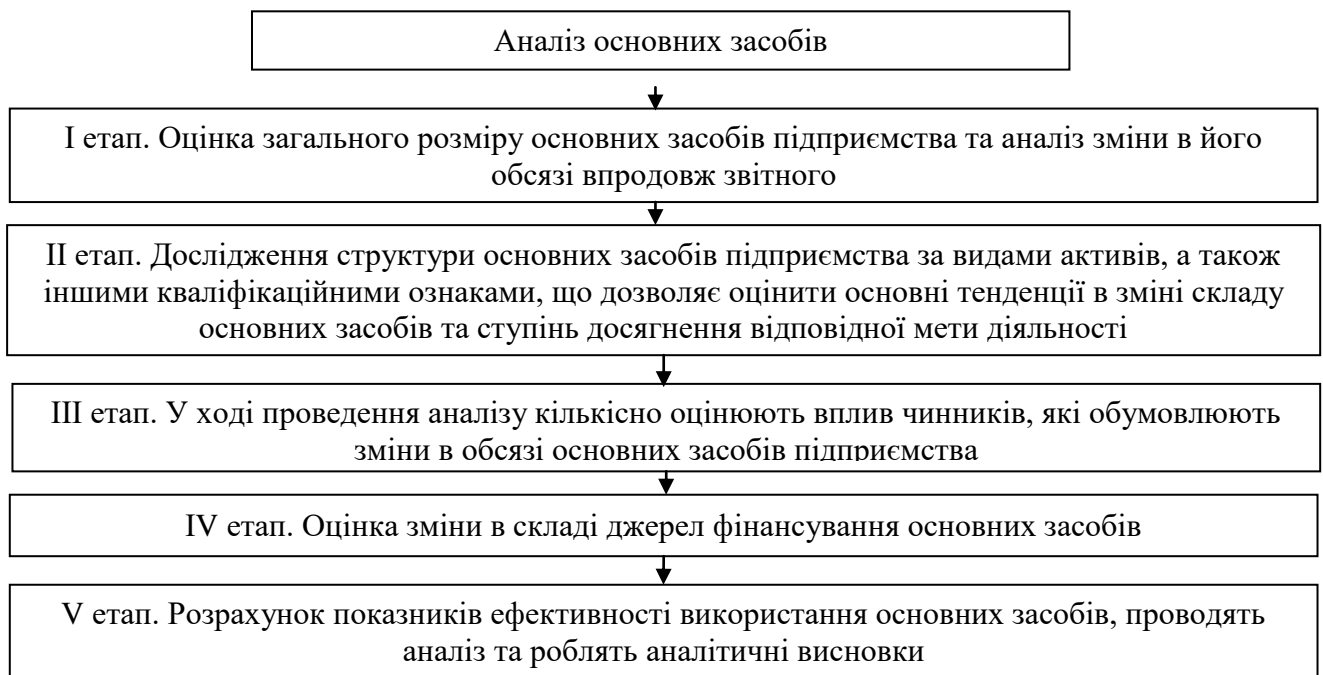 Аналіз основних засобів
І етап. Оцінка загального розміру основних засобів підприємства та аналіз зміни в його
обсязі впродовж звітного
ІІ етап. Дослідження структури основних засобів підприємства за видами активів, а також
іншими кваліфікаційними ознаками, що дозволяє оцінити основні тенденції в зміні складу
основних засобів та ступінь досягнення відповідної мети діяльності
ІІІ етап. У ході проведення аналізу кількісно оцінюють вплив чинників, які обумовлюють
зміни в обсязі основних засобів підприємства
IV етап. Оцінка зміни в складі джерел фінансування основних засобів
V етап. Розрахунок показників ефективності використання основних засобів, проводять
аналіз та роблять аналітичні висновки